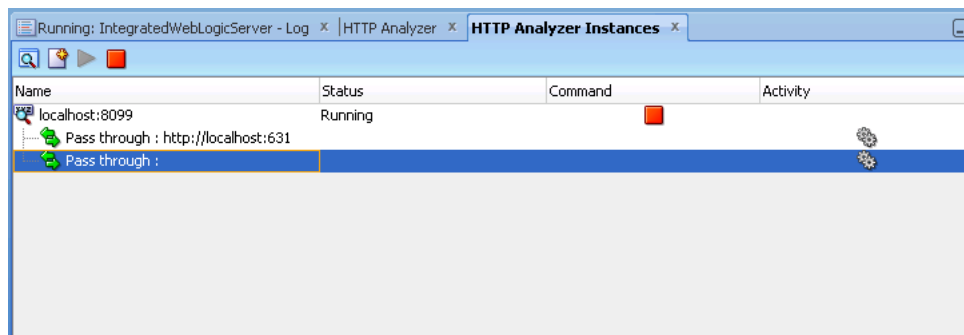 Running: IntegratedWebLogicServer - Log x HTTP Analyzer x HTTP Analyzer Instances x
Name Status Command Activity
localhost:8099 Running
Pass through : http://localhost:631
Pass through :